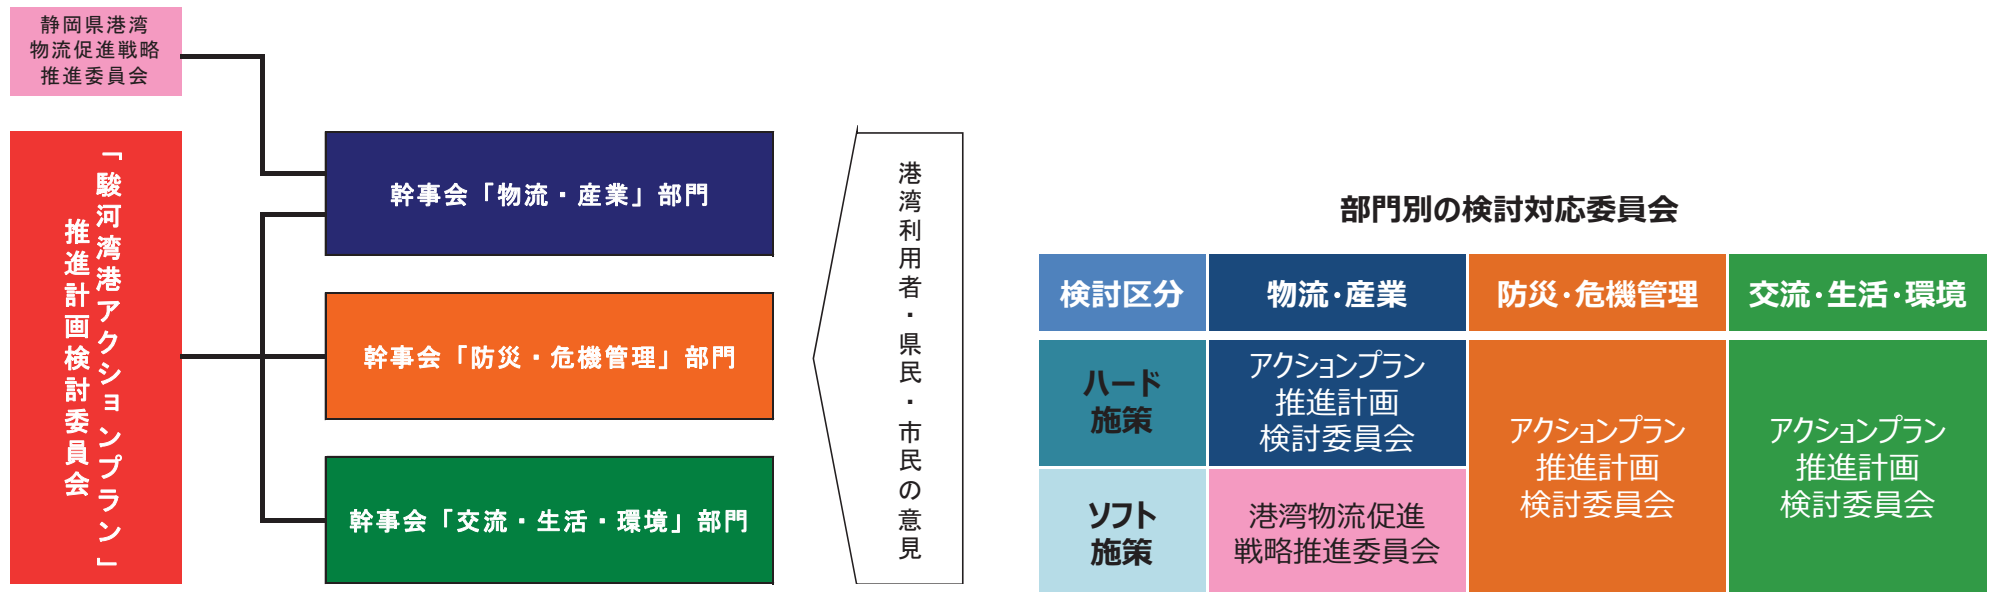 静岡県港湾
物流促進戦略
推進委員会
「駿河湾港アクションプラン」
推進計画検討委員会
幹事会「物流・産業」部門
幹事会「防災・危機管理」部門
幹事会「交流・生活・環境」部門
港湾利用者・県民・市民の意見
部門別の検討対応委員会
検討区分
物流・産業
防災・危機管理
交流・生活・環境
ハード
施策
アクションプラン
推進計画
検討委員会
アクションプラン
推進計画
検討委員会
アクションプラン
推進計画
検討委員会
ソフト
施策
港湾物流促進
戦略推進委員会